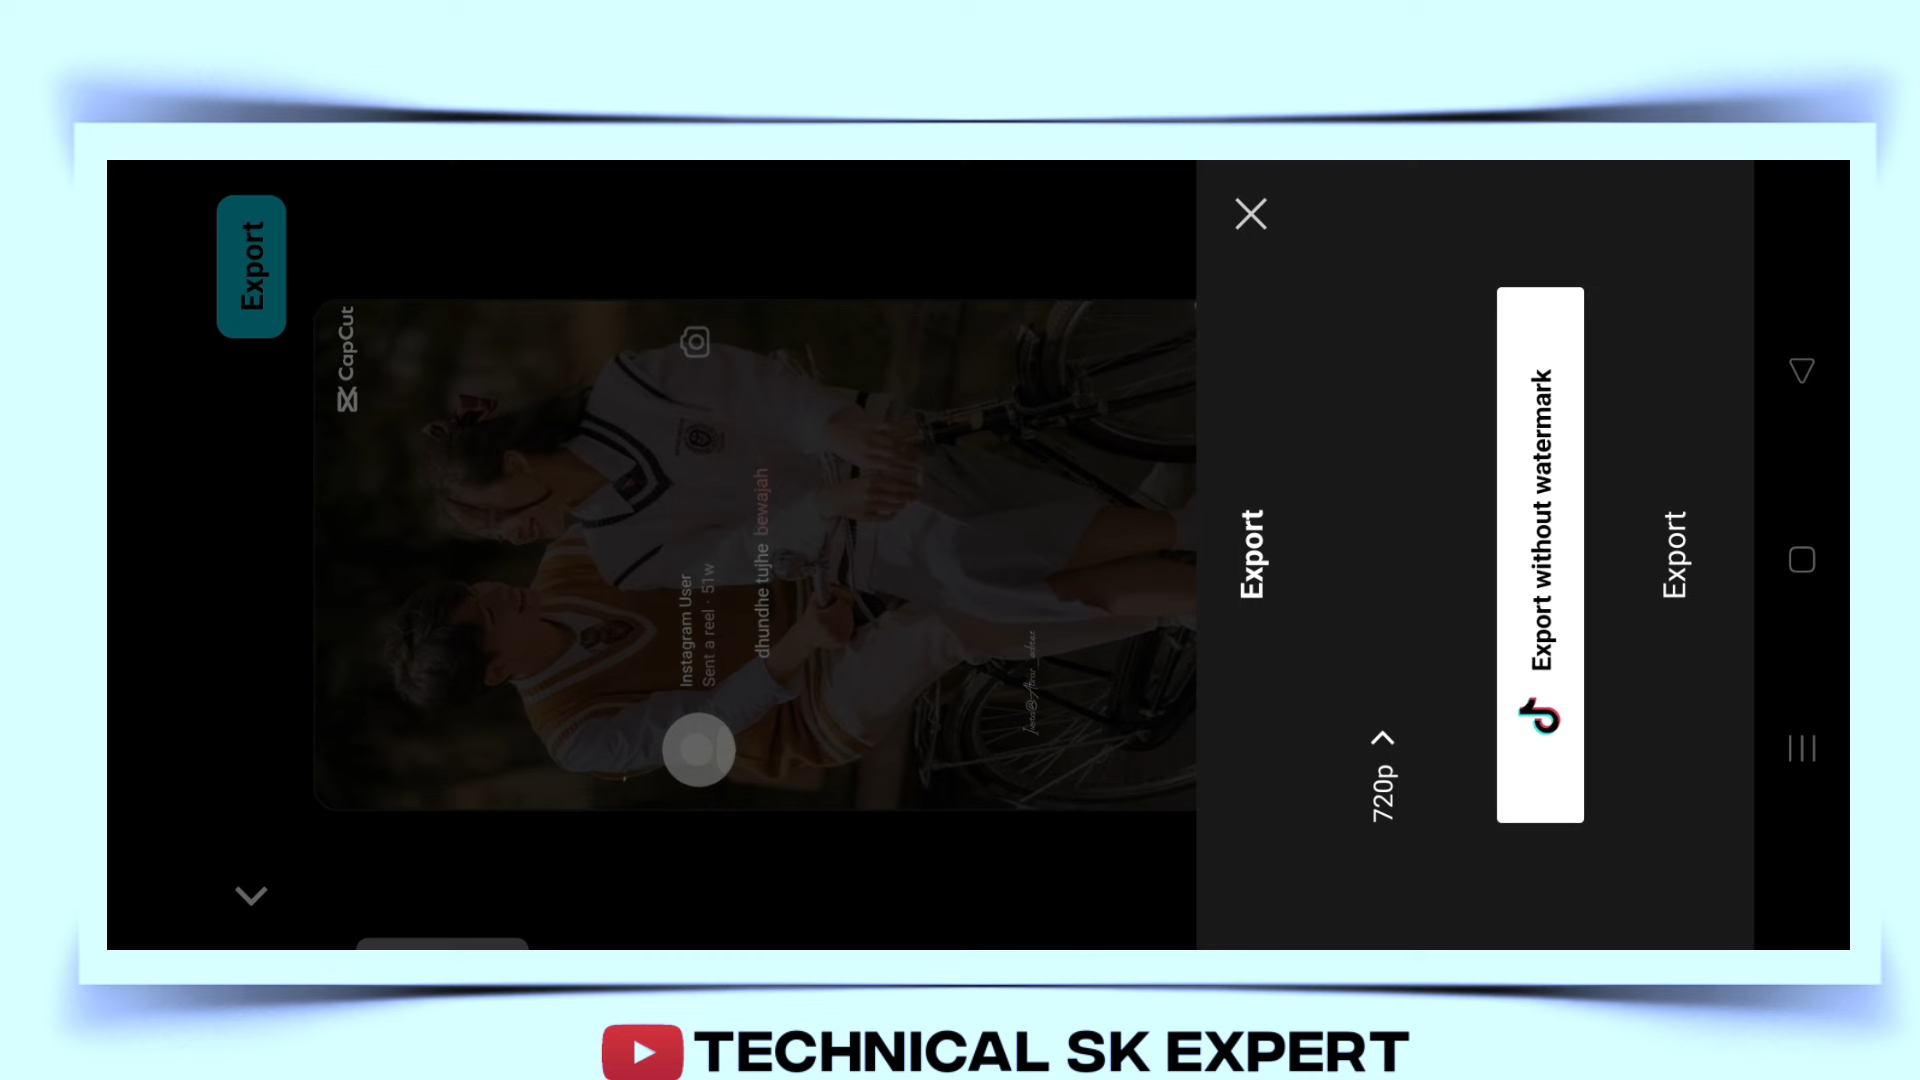 Export
CapCut
Instagram User
Sent a reel · 51w
dhundhe tujhe bewajah
Export
720p
Export without watermark
Export
TECHNICAL SK EXPERT